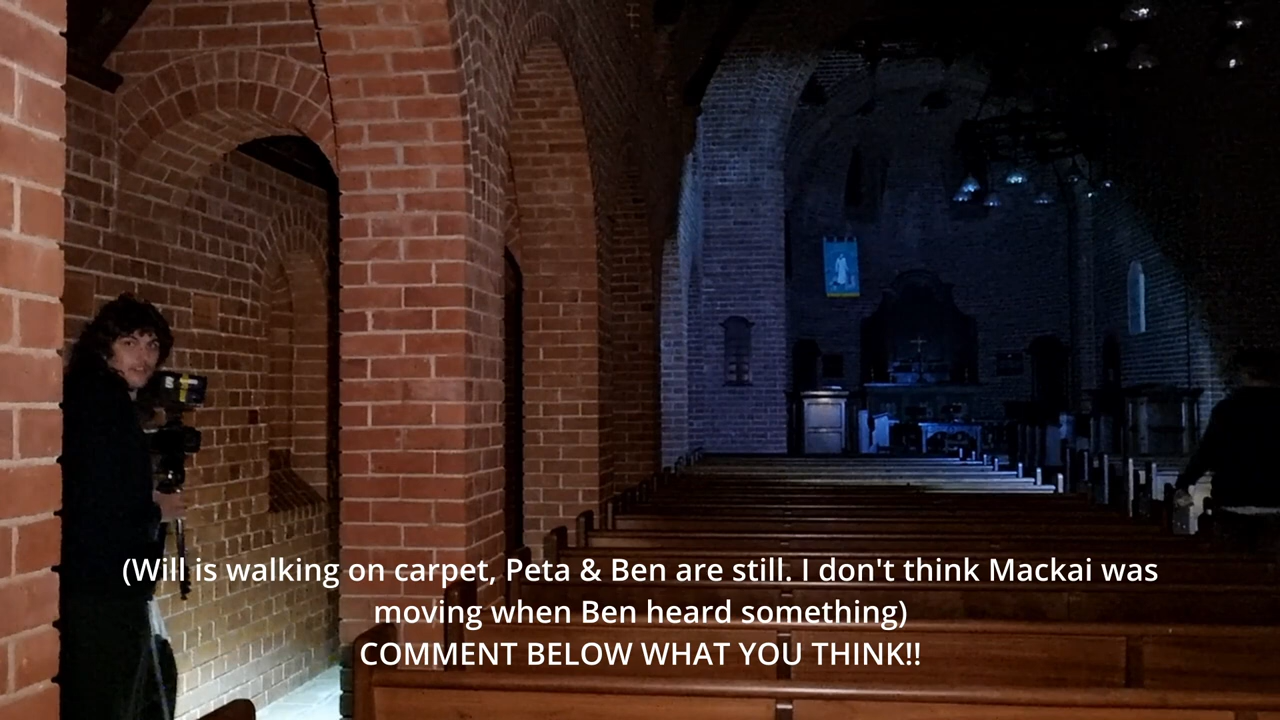 (Will is walking on carpet, Peta & Ben are still. I don't think Mackai was
moving when Ben heard something)
COMMENT BELOW WHAT YOU THINK!!